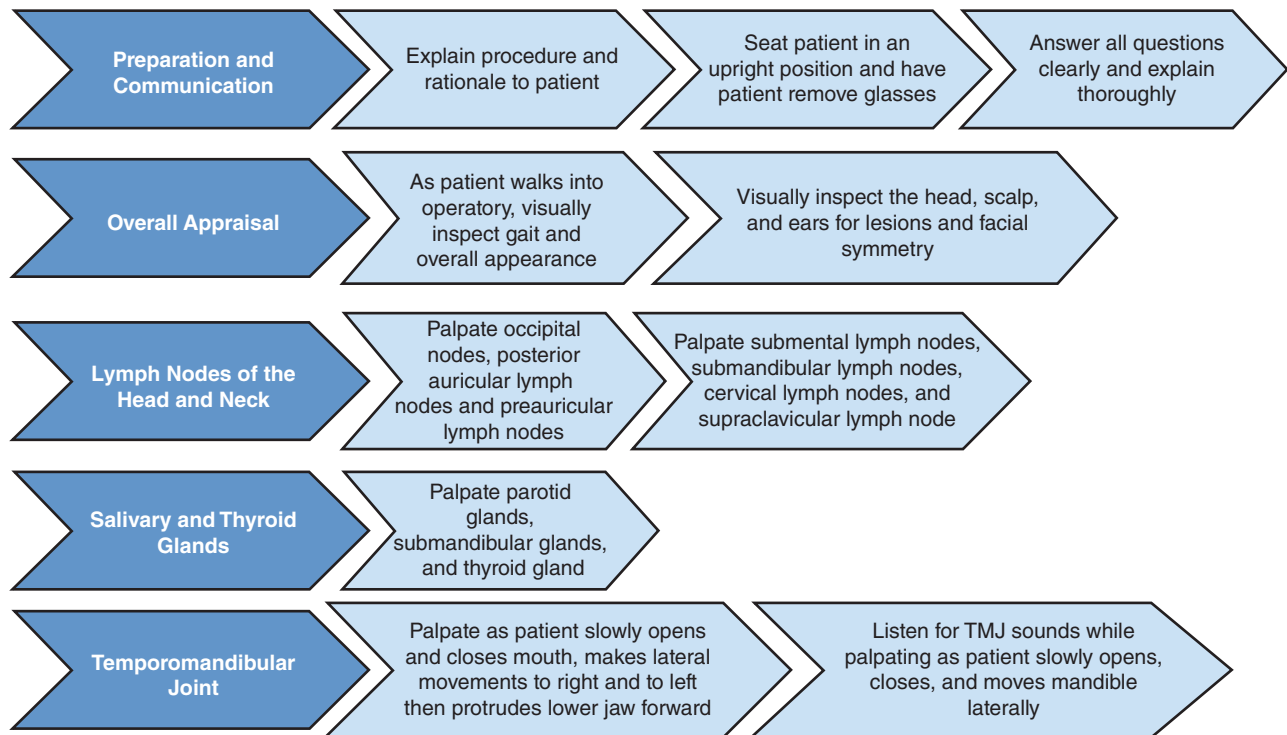 Preparation and
Communication
Explain procedure and
rationale to patient
Seat patient in an
upright position and have
patient remove glasses
Answer all questions
clearly and explain
thoroughly
Overall Appraisal
As patient walks into
operatory, visually
inspect gait and
overall appearance
Visually inspect the head, scalp,
and ears for lesions and facial
symmetry
Lymph Nodes of the
Head and Neck
Palpate occipital
nodes, posterior
auricular lymph
nodes and preauricular
lymph nodes
Palpate submental lymph nodes,
submandibular lymph nodes,
cervical lymph nodes, and
supraclavicular lymph node
Salivary and Thyroid
Glands
Palpate parotid
glands,
submandibular glands,
and thyroid gland
Temporomandibular
Joint
Palpate as patient slowly opens
and closes mouth, makes lateral
movements to right and to left
then protrudes lower jaw forward
Listen for TMJ sounds while
palpating as patient slowly opens,
closes, and moves mandible
laterally